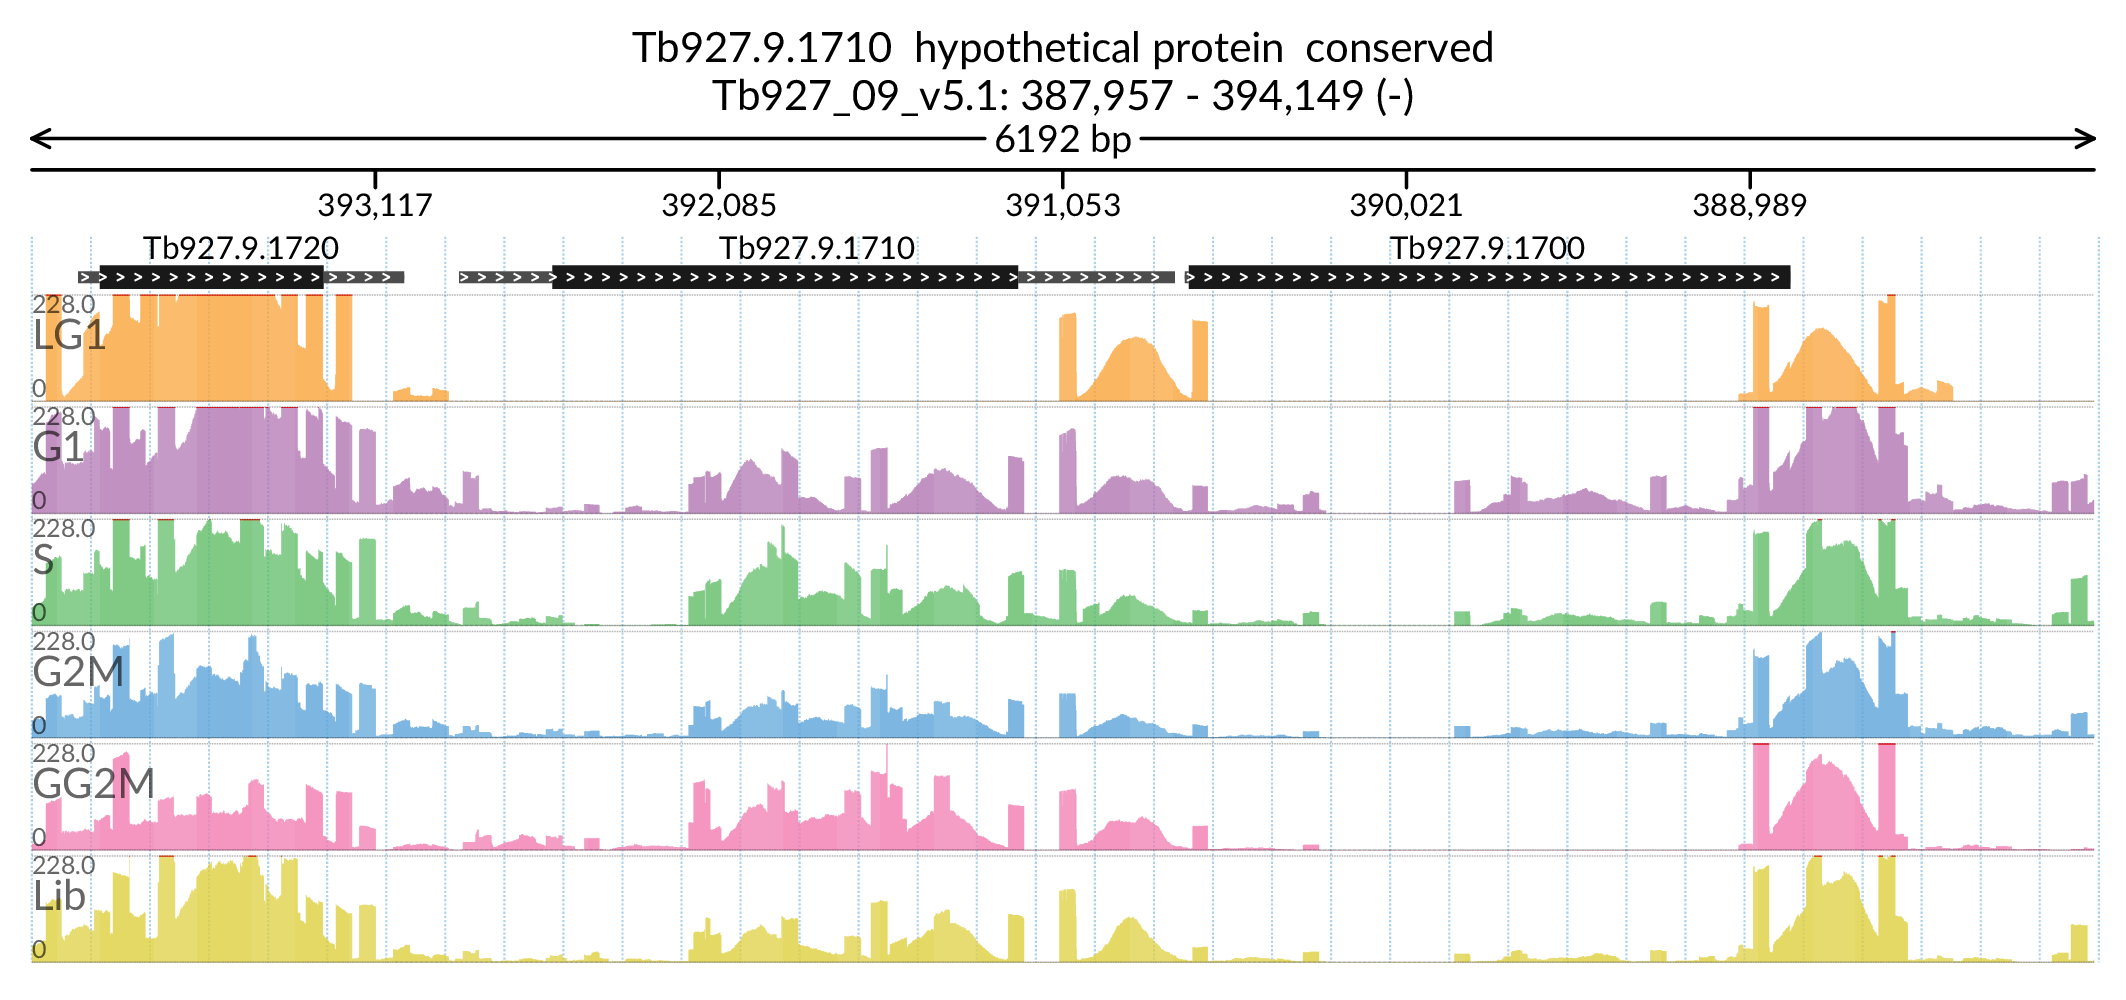 Tb927.9.1710 hypothetical protein conserved
Tb927_09_v5.1: 387,957 - 394,149 (-)
6192 bp
393,117 392,085 391,053 390,021 388,989
Tb927.9.1720 Tb927.9.1710 Tb927.9.1700
228.0
LG1
0
228.0
G1
0
228.0
S
0
228.0
G2M
0
228.0
GG2M
0
228.0
Lib
0